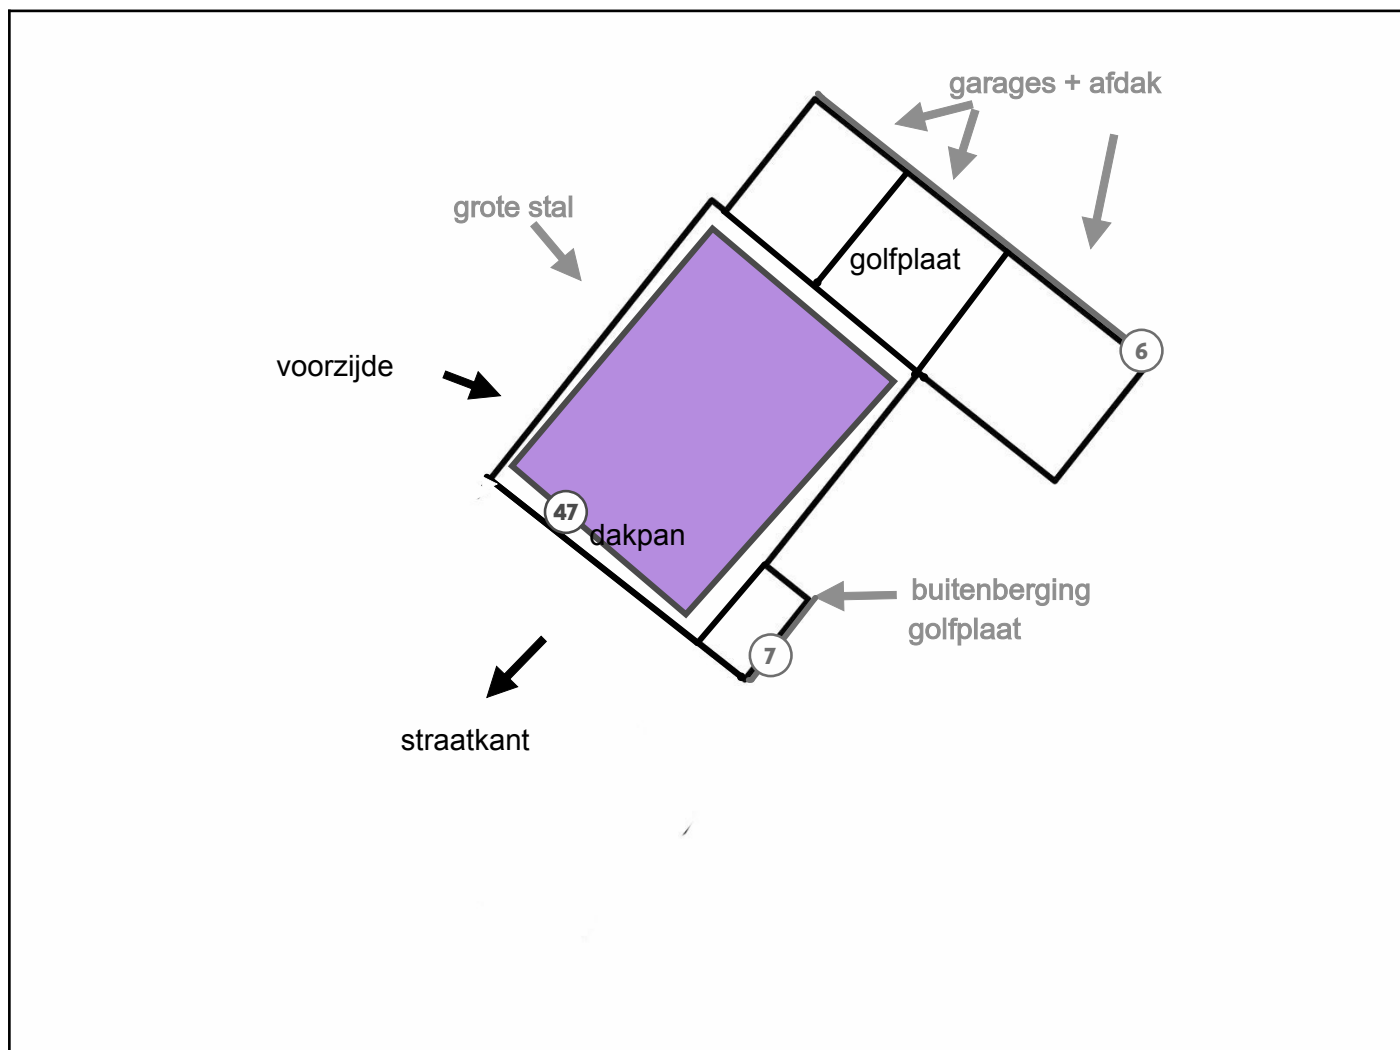 garages + afdak
grote stal
golfplaat
6
voorzijde
47
dakpan
buitenberging
golfplaat
7
straatkant